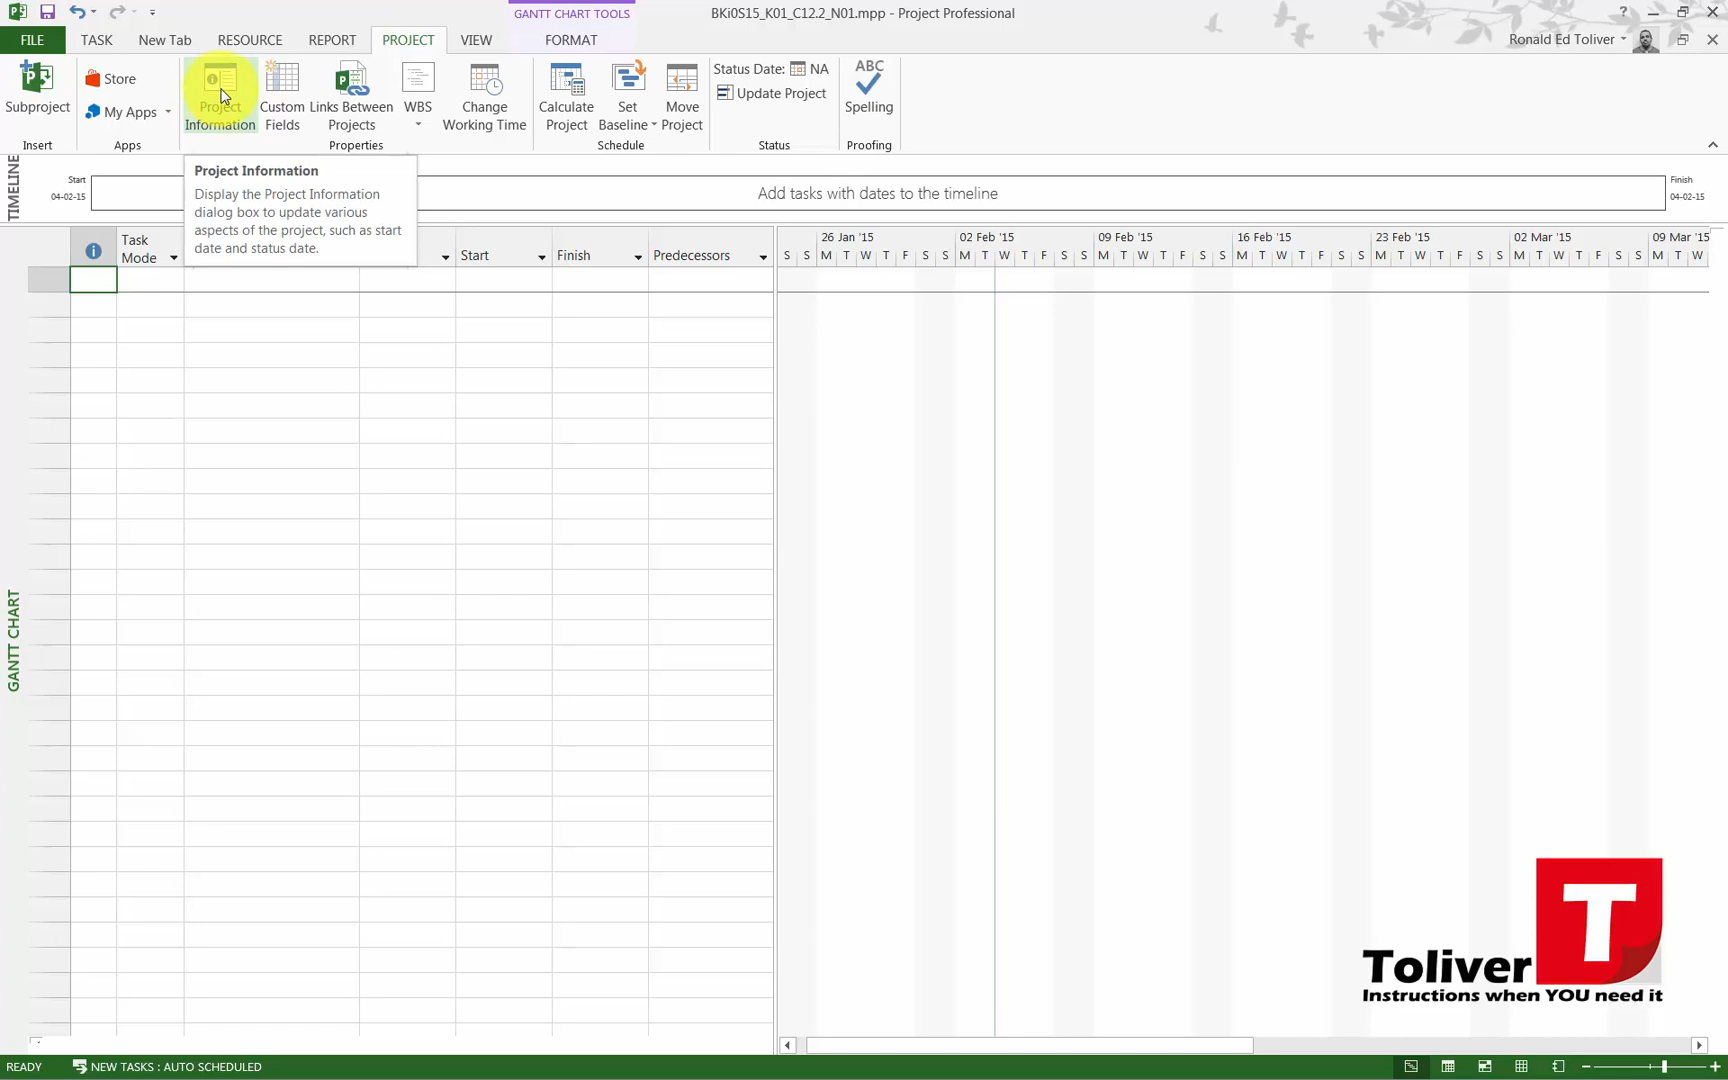 GANTT CHART TOOLS
BKi0S15_K01_C12.2_N01.mpp - Project Professional
FILE TASK New Tab RESOURCE REPORT PROJECT VIEW FORMAT
Ronald Ed Toliver
Subproject
Insert
Store
My Apps
Apps
Project
Information
Custom
Fields
Links Between
Projects
WBS
Change
Working Time
Properties
Calculate
Project
Set
Baseline
Move
Project
Schedule
Status Date: NA
Update Project
Status
ABC
Spelling
Proofing
Project Information
Display the Project Information
dialog box to update various
aspects of the project, such as start
date and status date.
TIMELINE
Start
04-02-15
Add tasks with dates to the timeline
Finish
04-02-15
Task
Mode
Start
Finish
Predecessors
26 Jan '15 02 Feb '15 09 Feb '15 16 Feb '15 23 Feb '15 02 Mar '15 09 Mar '15
S S M T W T F S S M T W T F S S M T W T F S S M T W T F S S M T W T F S S M T W T F S S M T W
GANTT CHART
T
Toliver
Instructions when YOU need it
READY NEW TASKS : AUTO SCHEDULED